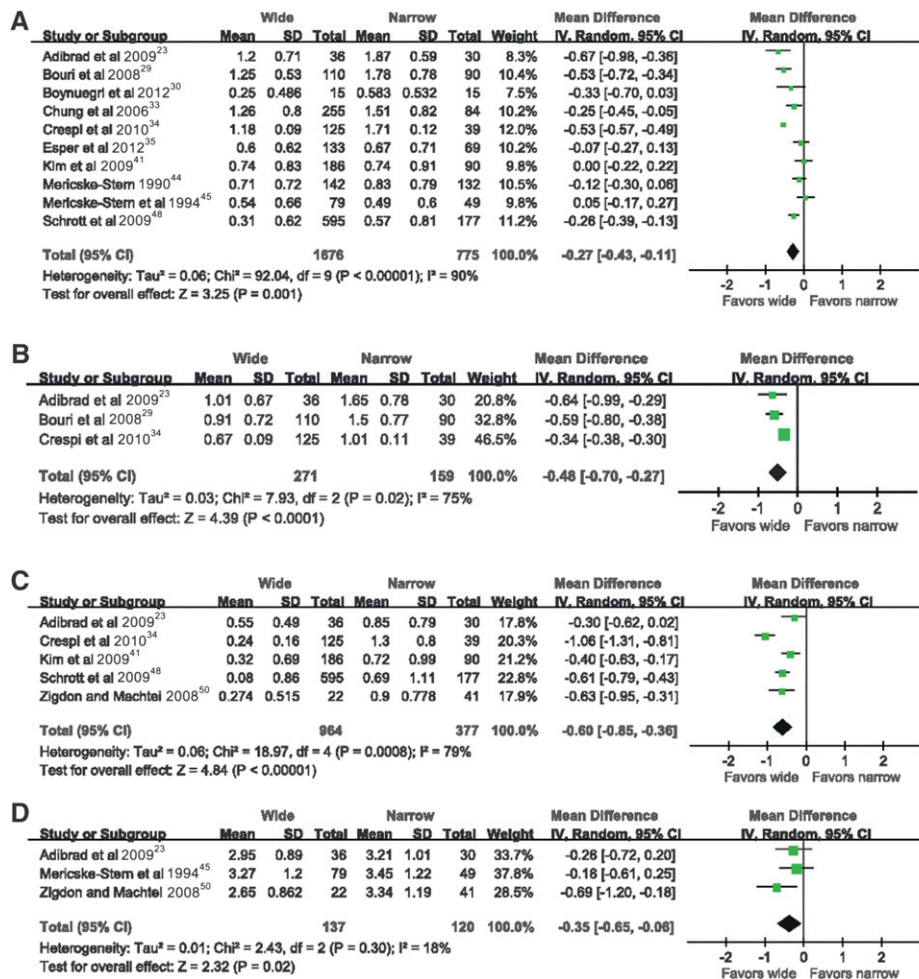 A
Wide Narrow Mean Difference Mean Difference
Study or Subgroup Mean SD Total Mean SD Total Weight IV, Random, 95% CI IV, Random, 95% CI
Adibrad et al 2009²³ 1.2 0.71 36 1.87 0.59 30 8.3% -0.67 [-0.98, -0.36]
Bouri et al 2008²⁹ 1.25 0.53 110 1.78 0.78 90 10.4% -0.53 [-0.72, -0.34]
Boynuegri et al 2012³⁰ 0.25 0.486 15 0.583 0.532 15 7.5% -0.33 [-0.70, 0.03]
Chung et al 2006³³ 1.26 0.8 255 1.51 0.82 84 10.2% -0.25 [-0.45, -0.05]
Crespi et al 2010³⁴ 1.18 0.09 125 1.71 0.12 39 12.0% -0.53 [-0.57, -0.49]
Esper et al 2012³⁵ 0.6 0.62 133 0.67 0.71 69 10.2% -0.07 [-0.27, 0.13]
Kim et al 2009⁴¹ 0.74 0.83 186 0.74 0.91 90 9.8% 0.00 [-0.22, 0.22]
Mericske-Stern 1990⁴⁴ 0.71 0.72 142 0.83 0.79 132 10.5% -0.12 [-0.30, 0.06]
Mericske-Stern et al 1994⁴⁵ 0.54 0.66 79 0.49 0.6 49 9.8% 0.05 [-0.17, 0.27]
Schrott et al 2009⁴⁸ 0.31 0.62 595 0.57 0.81 177 11.2% -0.26 [-0.39, -0.13]
Total (95% CI) 1676 775 100.0% -0.27 [-0.43, -0.11]
Heterogeneity: Tau² = 0.06; Chi² = 92.04, df = 9 (P < 0.00001); I² = 90%
Test for overall effect: Z = 3.25 (P = 0.001)
-2 -1 0 1 2
Favors wide Favors narrow
B
Wide Narrow Mean Difference Mean Difference
Study or Subgroup Mean SD Total Mean SD Total Weight IV, Random, 95% CI IV, Random, 95% CI
Adibrad et al 2009²³ 1.01 0.67 36 1.65 0.78 30 20.8% -0.64 [-0.99, -0.29]
Bouri et al 2008²⁹ 0.91 0.72 110 1.5 0.77 90 32.8% -0.59 [-0.80, -0.38]
Crespi et al 2010³⁴ 0.67 0.09 125 1.01 0.11 39 46.5% -0.34 [-0.38, -0.30]
Total (95% CI) 271 159 100.0% -0.48 [-0.70, -0.27]
Heterogeneity: Tau² = 0.03; Chi² = 7.93, df = 2 (P = 0.02); I² = 75%
Test for overall effect: Z = 4.39 (P < 0.0001)
-2 -1 0 1 2
Favors wide Favors narrow
C
Wide Narrow Mean Difference Mean Difference
Study or Subgroup Mean SD Total Mean SD Total Weight IV, Random, 95% CI IV, Random, 95% CI
Adibrad et al 2009²³ 0.55 0.49 36 0.85 0.79 30 17.8% -0.30 [-0.62, 0.02]
Crespi et al 2010³⁴ 0.24 0.16 125 1.3 0.8 39 20.3% -1.06 [-1.31, -0.81]
Kim et al 2009⁴¹ 0.32 0.69 186 0.72 0.99 90 21.2% -0.40 [-0.63, -0.17]
Schrott et al 2009⁴⁸ 0.08 0.86 595 0.69 1.11 177 22.8% -0.61 [-0.79, -0.43]
Zigdon and Machtei 2008⁵⁰ 0.274 0.515 22 0.9 0.778 41 17.9% -0.63 [-0.95, -0.31]
Total (95% CI) 964 377 100.0% -0.60 [-0.85, -0.36]
Heterogeneity: Tau² = 0.06; Chi² = 18.97, df = 4 (P = 0.0008); I² = 79%
Test for overall effect: Z = 4.84 (P < 0.00001)
-2 -1 0 1 2
Favors wide Favors narrow
D
Wide Narrow Mean Difference Mean Difference
Study or Subgroup Mean SD Total Mean SD Total Weight IV, Random, 95% CI IV, Random, 95% CI
Adibrad et al 2009²³ 2.95 0.89 36 3.21 1.01 30 33.7% -0.26 [-0.72, 0.20]
Mericske-Stern et al 1994⁴⁵ 3.27 1.2 79 3.45 1.22 49 37.8% -0.18 [-0.61, 0.25]
Zigdon and Machtei 2008⁵⁰ 2.65 0.862 22 3.34 1.19 41 28.5% -0.69 [-1.20, -0.18]
Total (95% CI) 137 120 100.0% -0.35 [-0.65, -0.06]
Heterogeneity: Tau² = 0.01; Chi² = 2.43, df = 2 (P = 0.30); I² = 18%
Test for overall effect: Z = 2.32 (P = 0.02)
-2 -1 0 1 2
Favors wide Favors narrow